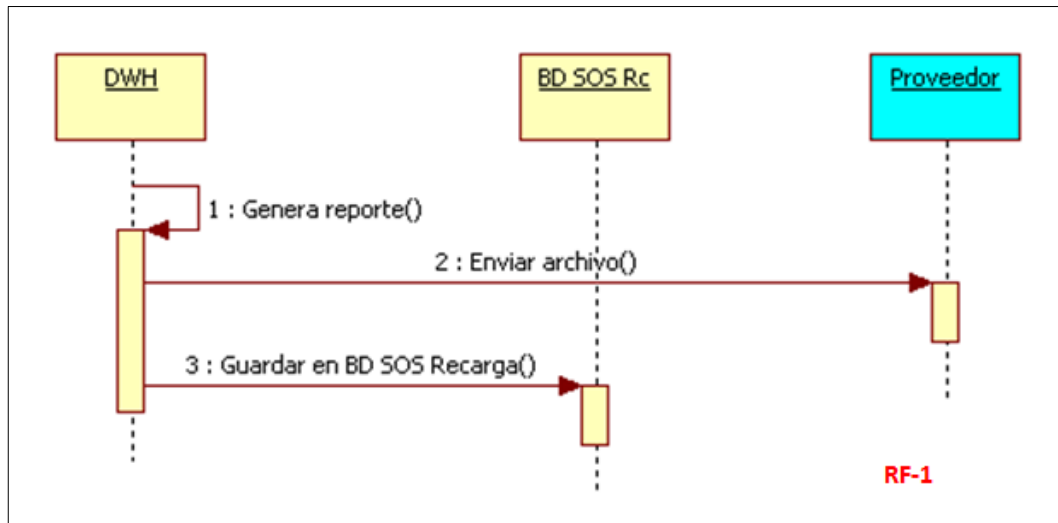 DWH
BD SOS Rc
Proveedor
1 : Genera reporte()
2 : Enviar archivo()
3 : Guardar en BD SOS Recarga()
RF-1